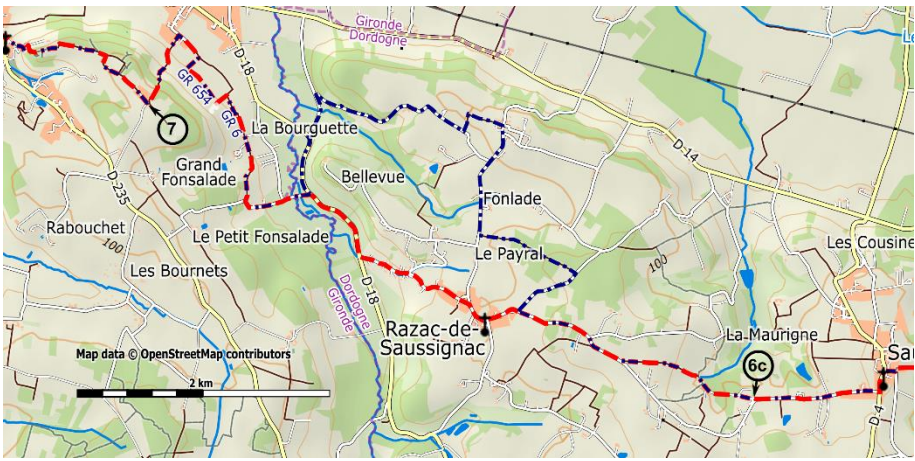 Gironde
Dordogne
D-18
GR 654
GR 6
7
La Bourguette
D-14
Grand
Fonsalade
Bellevue
D-235
Fonlade
Rabouchet
Le Petit Fonsalade
100
Le Payral
100
Les Cousine
Les Bournets
Dordogne
Gironde
D-18
Razac-de-
Saussignac
La Maurigne
Map data © OpenStreetMap contributors
6c
Sau
2 km
D-4
Le